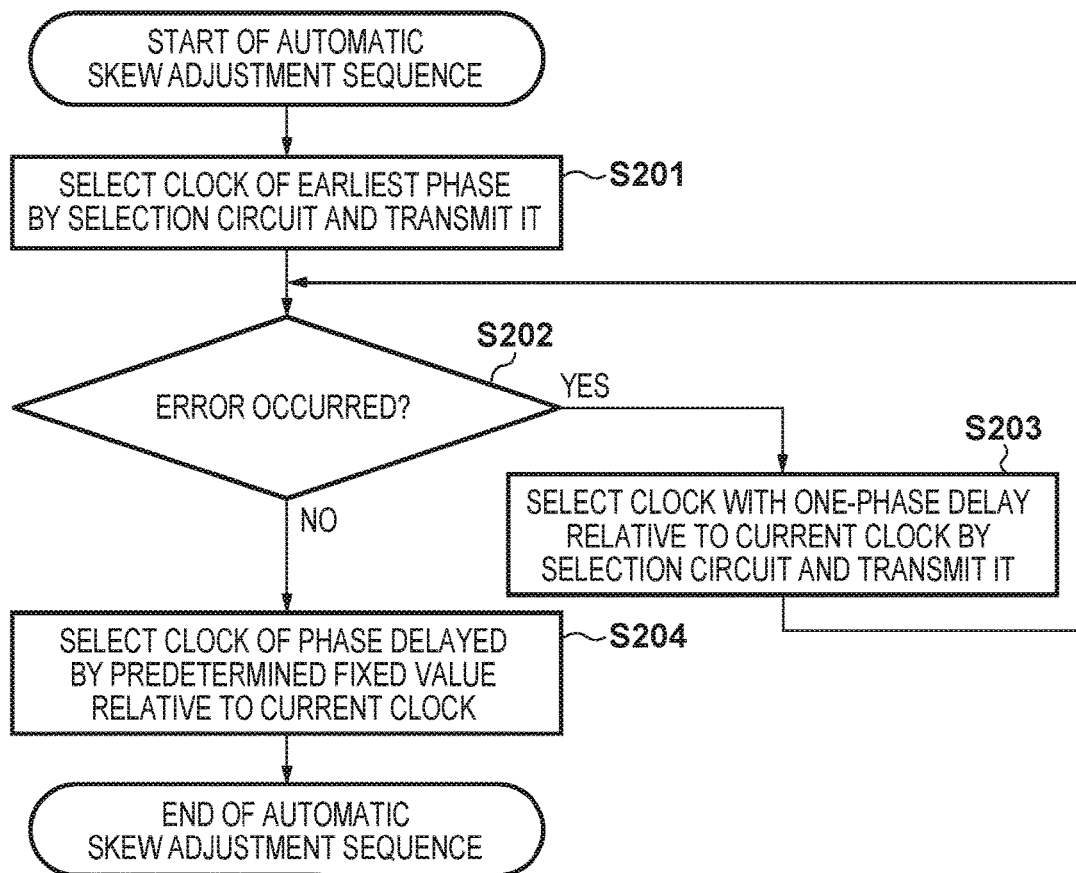 START OF AUTOMATIC
SKEW ADJUSTMENT SEQUENCE
SELECT CLOCK OF EARLIEST PHASE
BY SELECTION CIRCUIT AND TRANSMIT IT
S201
S202
ERROR OCCURRED?
YES
NO
S203
SELECT CLOCK WITH ONE-PHASE DELAY
RELATIVE TO CURRENT CLOCK BY
SELECTION CIRCUIT AND TRANSMIT IT
SELECT CLOCK OF PHASE DELAYED
BY PREDETERMINED FIXED VALUE
RELATIVE TO CURRENT CLOCK
S204
END OF AUTOMATIC
SKEW ADJUSTMENT SEQUENCE